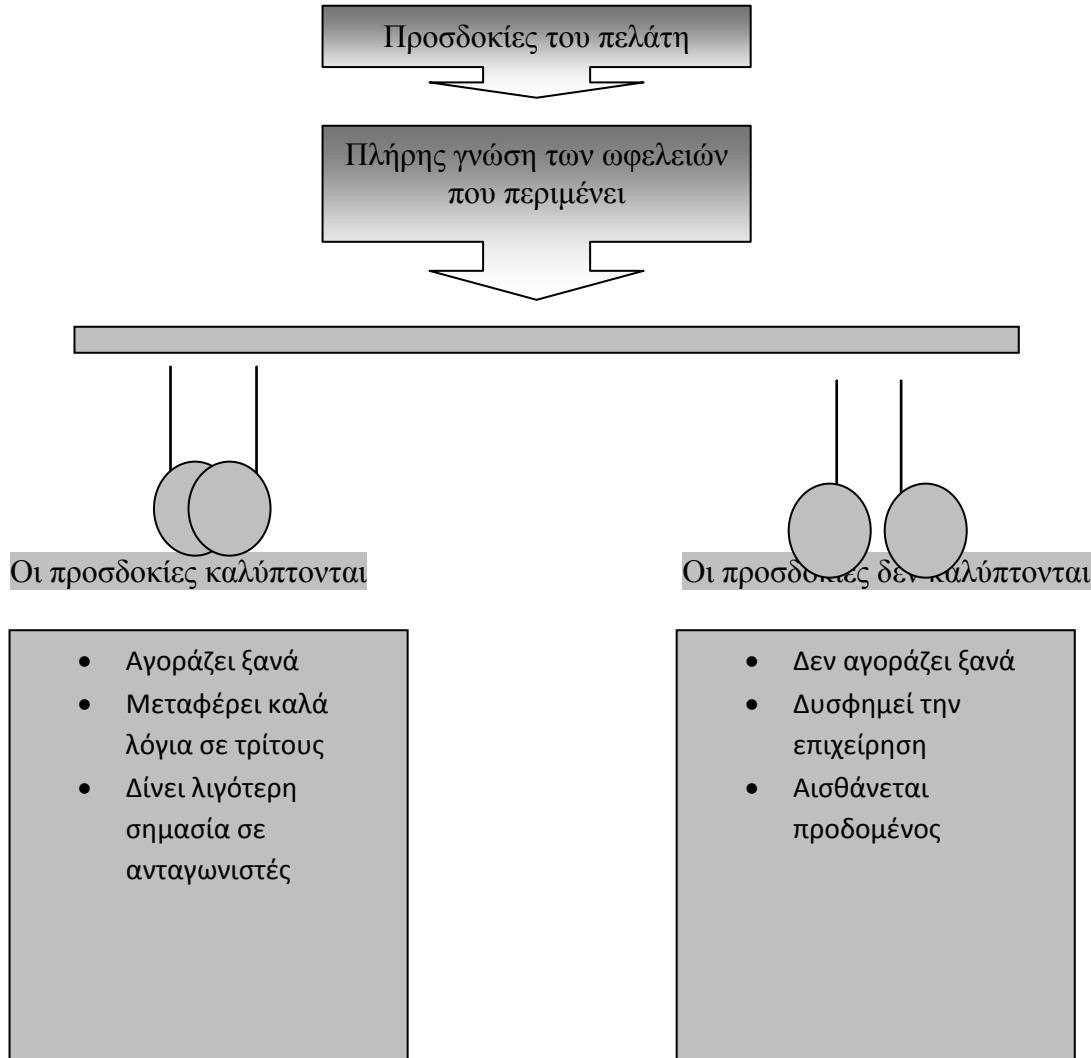 Προσδοκίες του πελάτη
Πλήρης γνώση των ωφελειών
που περιμένει
Οι προσδοκίες καλύπτονται
Οι προσδοκίες δεν καλύπτονται
• Αγοράζει ξανά
• Μεταφέρει καλά
λόγια σε τρίτους
• Δίνει λιγότερη
σημασία σε
ανταγωνιστές
• Δεν αγοράζει ξανά
• Δυσφημεί την
επιχείρηση
• Αισθάνεται
προδομένος